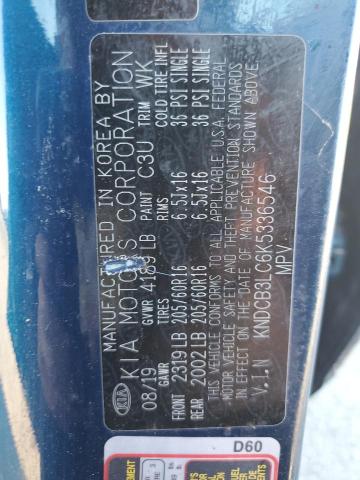 MANUFACTURED IN KOREA BY
KIA MOTORS CORPORATION
KIA
08/19 GVWR 4189 LB PAINT C3U TRIM WK
GAWR TIRES RIMS COLD TIRE INFL
FRONT 2319 LB 205/60R16 6.5JX16 36 PSI SINGLE
REAR 2002 LB 205/60R16 6.5JX16 36 PSI SINGLE
THIS VEHICLE CONFORMS TO ALL APPLICABLE U.S.A. FEDERAL
MOTOR VEHICLE SAFETY AND THEFT PREVENTION STANDARDS
IN EFFECT ON THE DATE OF MANUFACTURE SHOWN ABOVE.
V.I.N KNDCB3LC6K5386546
MPV
D60